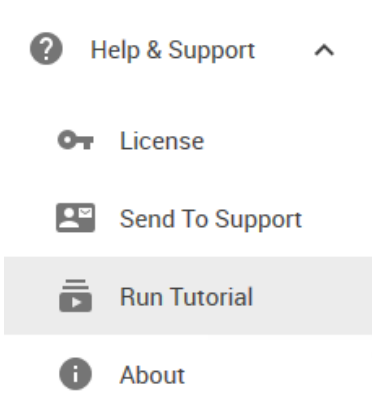 Help & Support
License
Send To Support
Run Tutorial
About